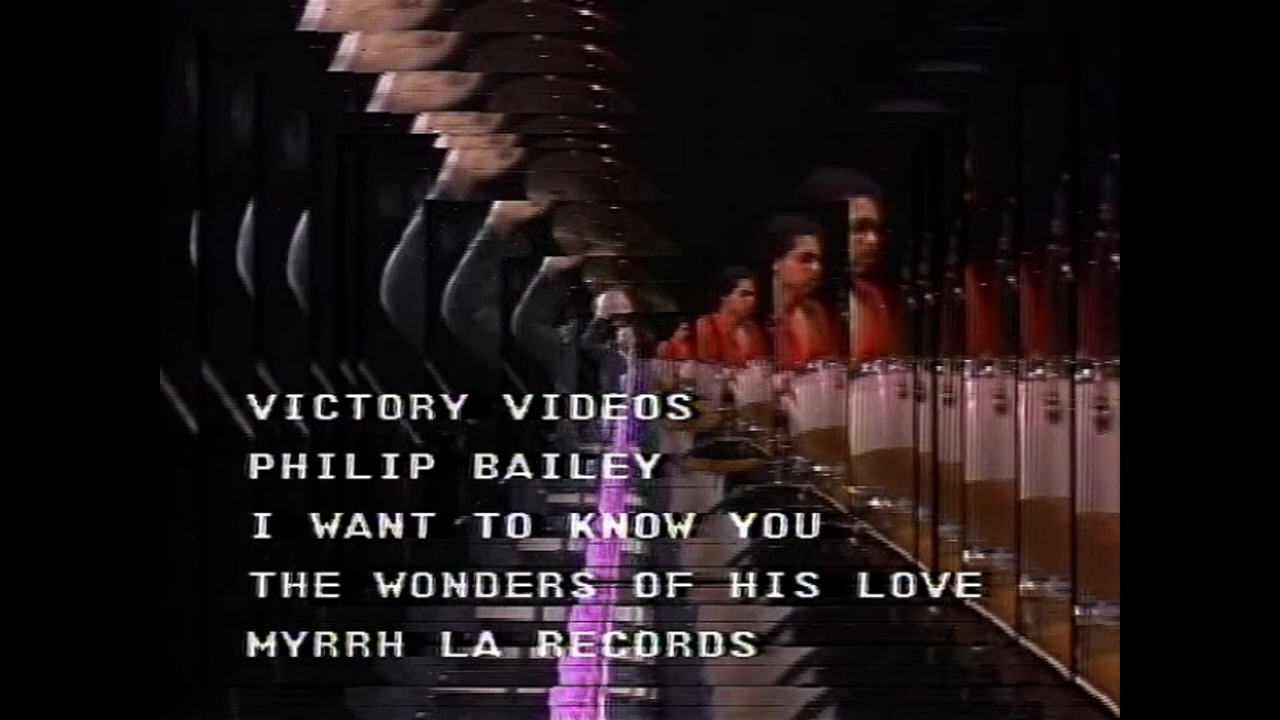 VICTORY VIDEOS
PHILIP BAILEY
I WANT TO KNOW YOU
THE WONDERS OF HIS LOVE
MYRRH LA RECORDS